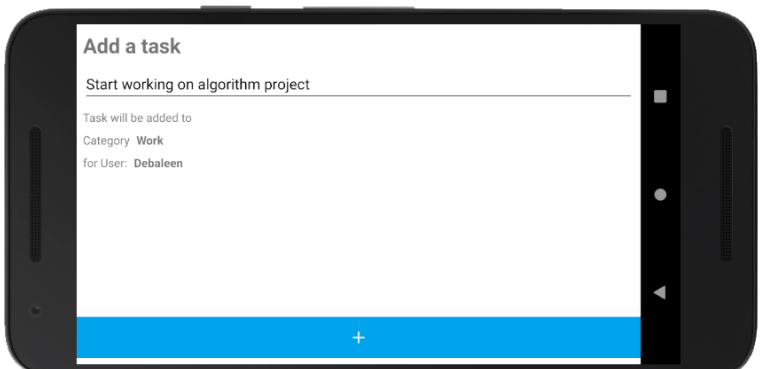 Add a task
Start working on algorithm project
Task will be added to
Category Work
for User: Debaleen
+